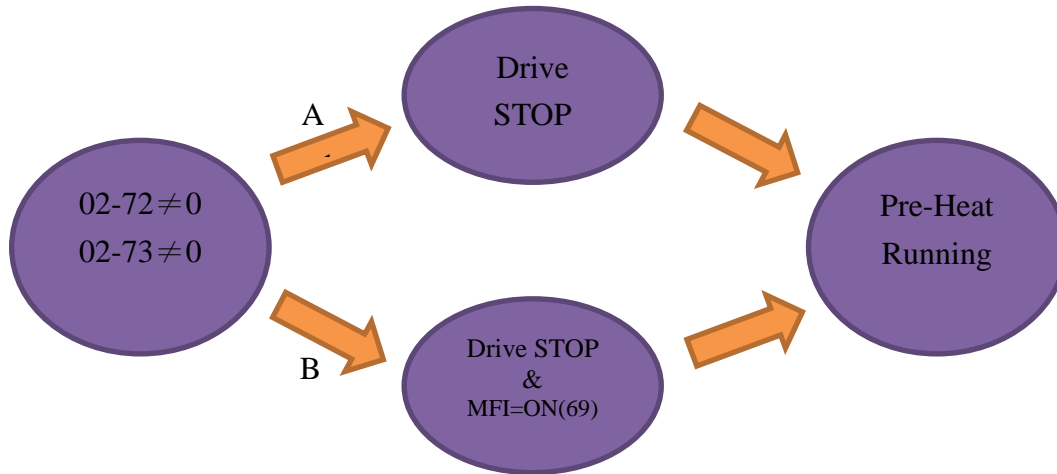 02-72≠0
02-73≠0
A
Drive
STOP
B
Drive STOP
&
MFI=ON(69)
Pre-Heat
Running